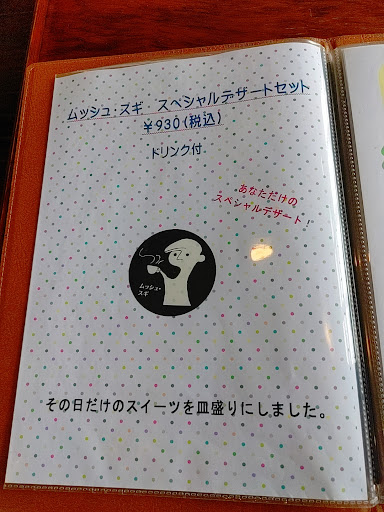 ムッシュ・スギ　スペシャルデザートセット
￥930(税込)
ドリンク付
あなただけの
スペシャルデザート！
ムッシュ・
スギ
その日だけのスイーツを皿盛りにしました。